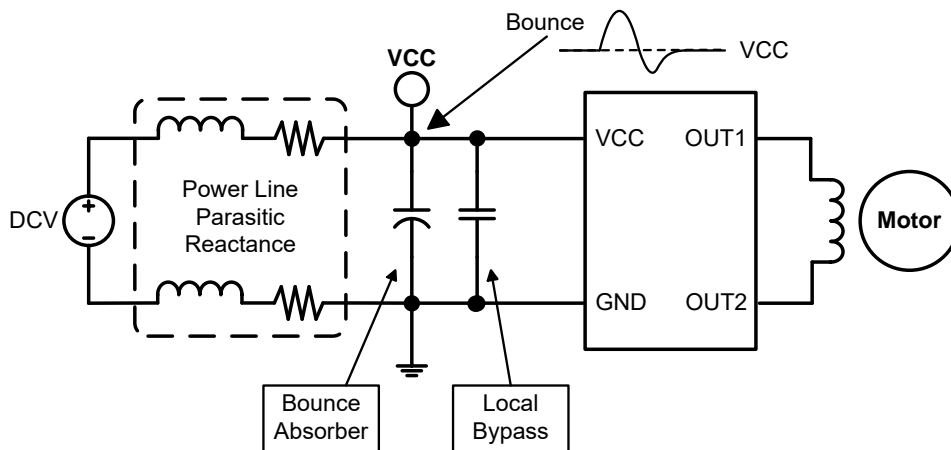 Bounce
VCC
VCC
VCC
OUT1
Power Line
Parasitic
Reactance
DCV
+
−
Motor
GND
OUT2
Bounce
Absorber
Local
Bypass